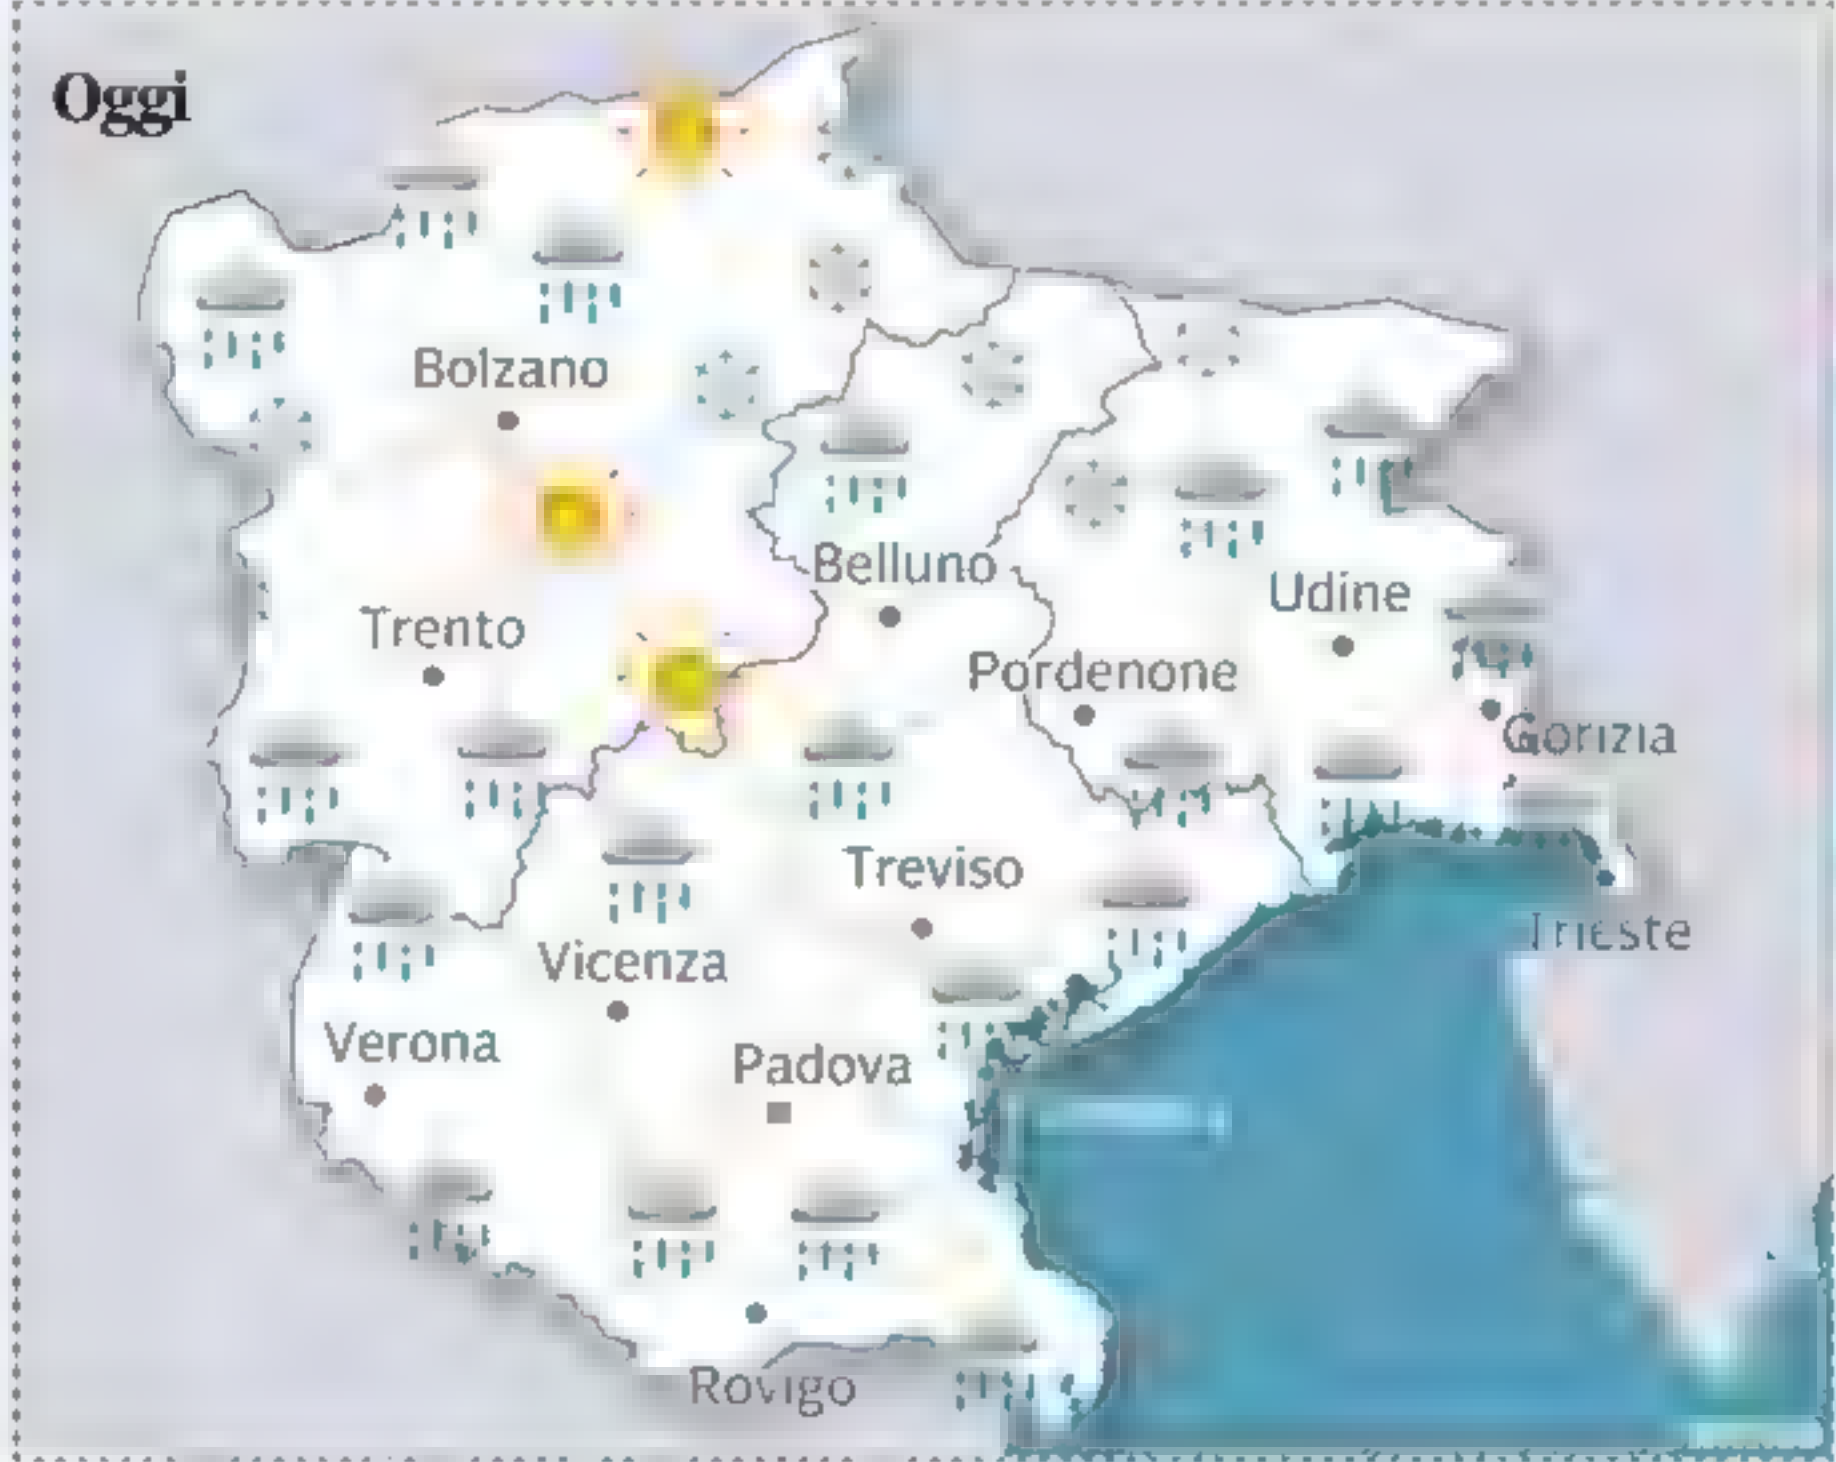 Oggi
Bolzano
Belluno
Udine
Trento
Pordenone
Gorizia
Treviso
Trieste
Vicenza
Verona
Padova
Rovigo